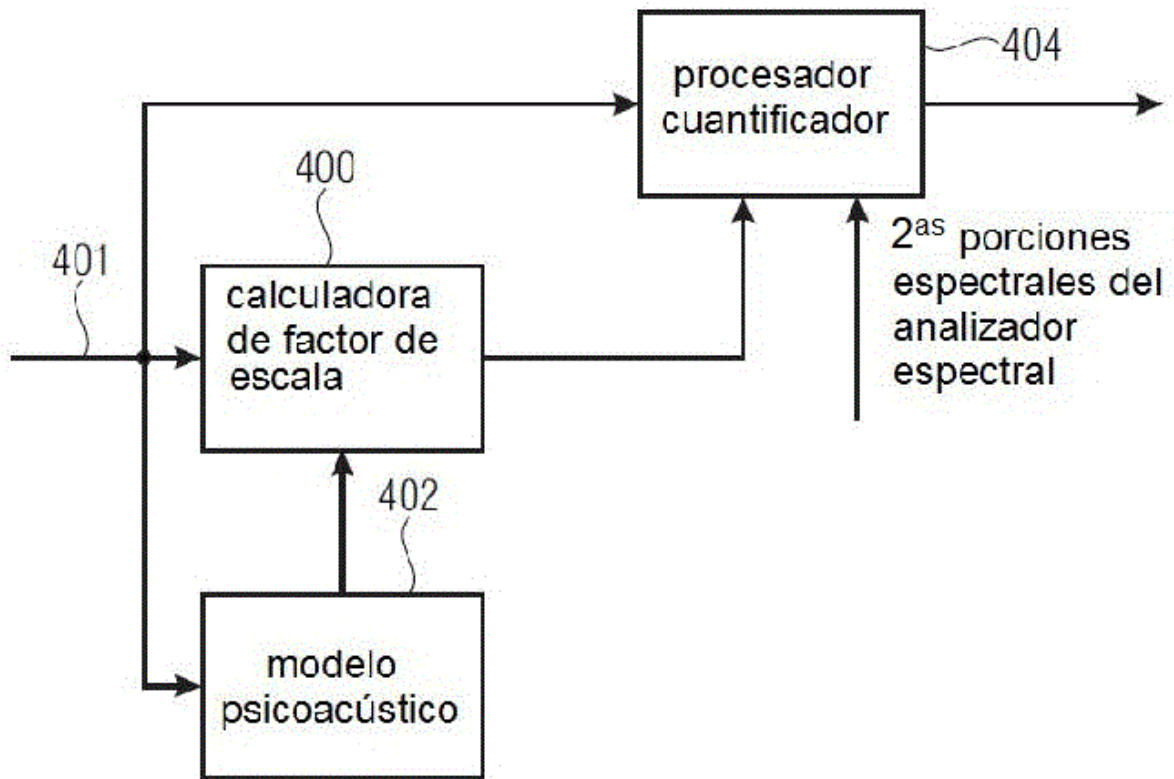 404
procesador
cuantificador
400
2as porciones
espectrales del
analizador
espectral
401
calculadora
de factor de
escala
402
modelo
psicoacústico